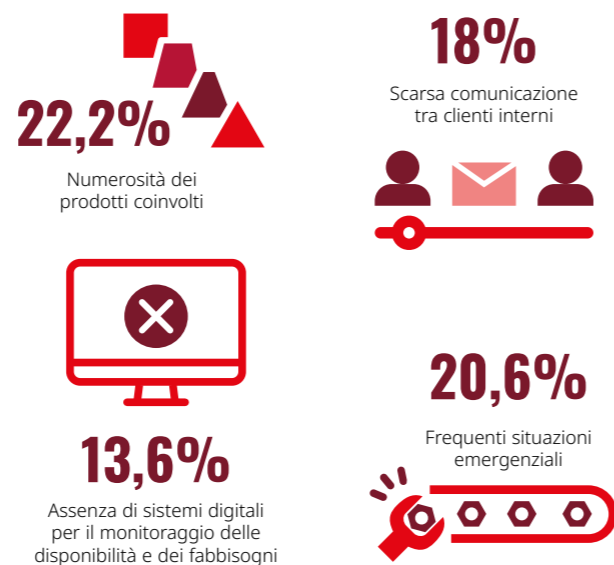 22,2%
Numerosità dei
prodotti coinvolti
18%
Scarsa comunicazione
tra clienti interni
13,6%
Assenza di sistemi digitali
per il monitoraggio delle
disponibilità e dei fabbisogni
20,6%
Frequenti situazioni
emergenziali